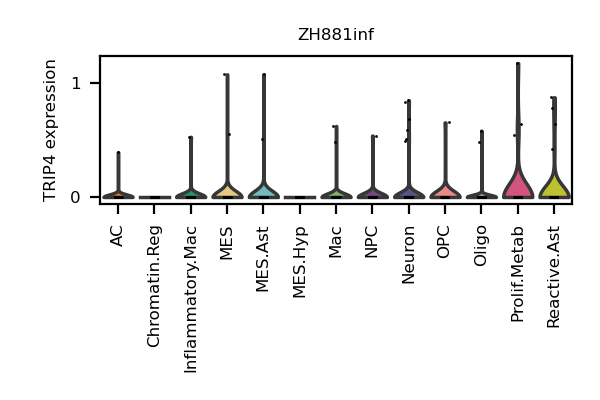 ZH881inf
TRIP4 expression
1
0
AC
Chromatin.Reg
Inflammatory.Mac
MES
MES.Ast
MES.Hyp
Mac
NPC
Neuron
OPC
Oligo
Prolif.Metab
Reactive.Ast